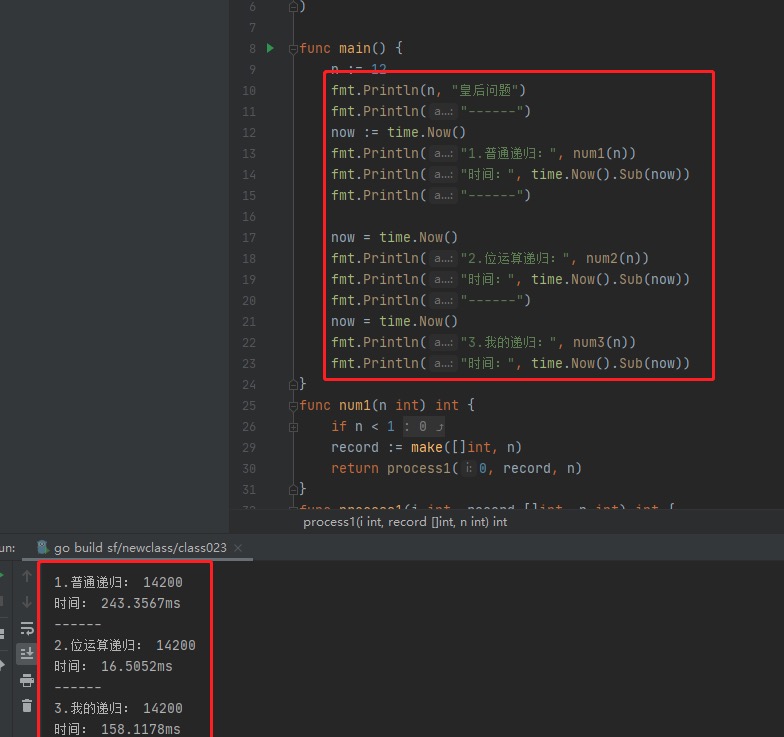 6 )
7
8 func main() {
9 n := 12
10 fmt.Println(n, "皇后问题")
11 fmt.Println( a…: "------")
12 now := time.Now()
13 fmt.Println( a…: "1.普通递归：", num1(n))
14 fmt.Println( a…: "时间：", time.Now().Sub(now))
15 fmt.Println( a…: "------")
16
17 now = time.Now()
18 fmt.Println( a…: "2.位运算递归：", num2(n))
19 fmt.Println( a…: "时间：", time.Now().Sub(now))
20 fmt.Println( a…: "------")
21 now = time.Now()
22 fmt.Println( a…: "3.我的递归：", num3(n))
23 fmt.Println( a…: "时间：", time.Now().Sub(now))
24 }
25 func num1(n int) int {
26 if n < 1 : 0
29 record := make([]int, n)
30 return process1( i: 0, record, n)
31 }
32 func process1(i int, record []int, n int) int {
process1(i int, record []int, n int) int
un: go build sf/newclass/class023 ×
1.普通递归： 14200
时间： 243.3567ms
------
2.位运算递归： 14200
时间： 16.5052ms
------
3.我的递归： 14200
时间： 158.1178ms